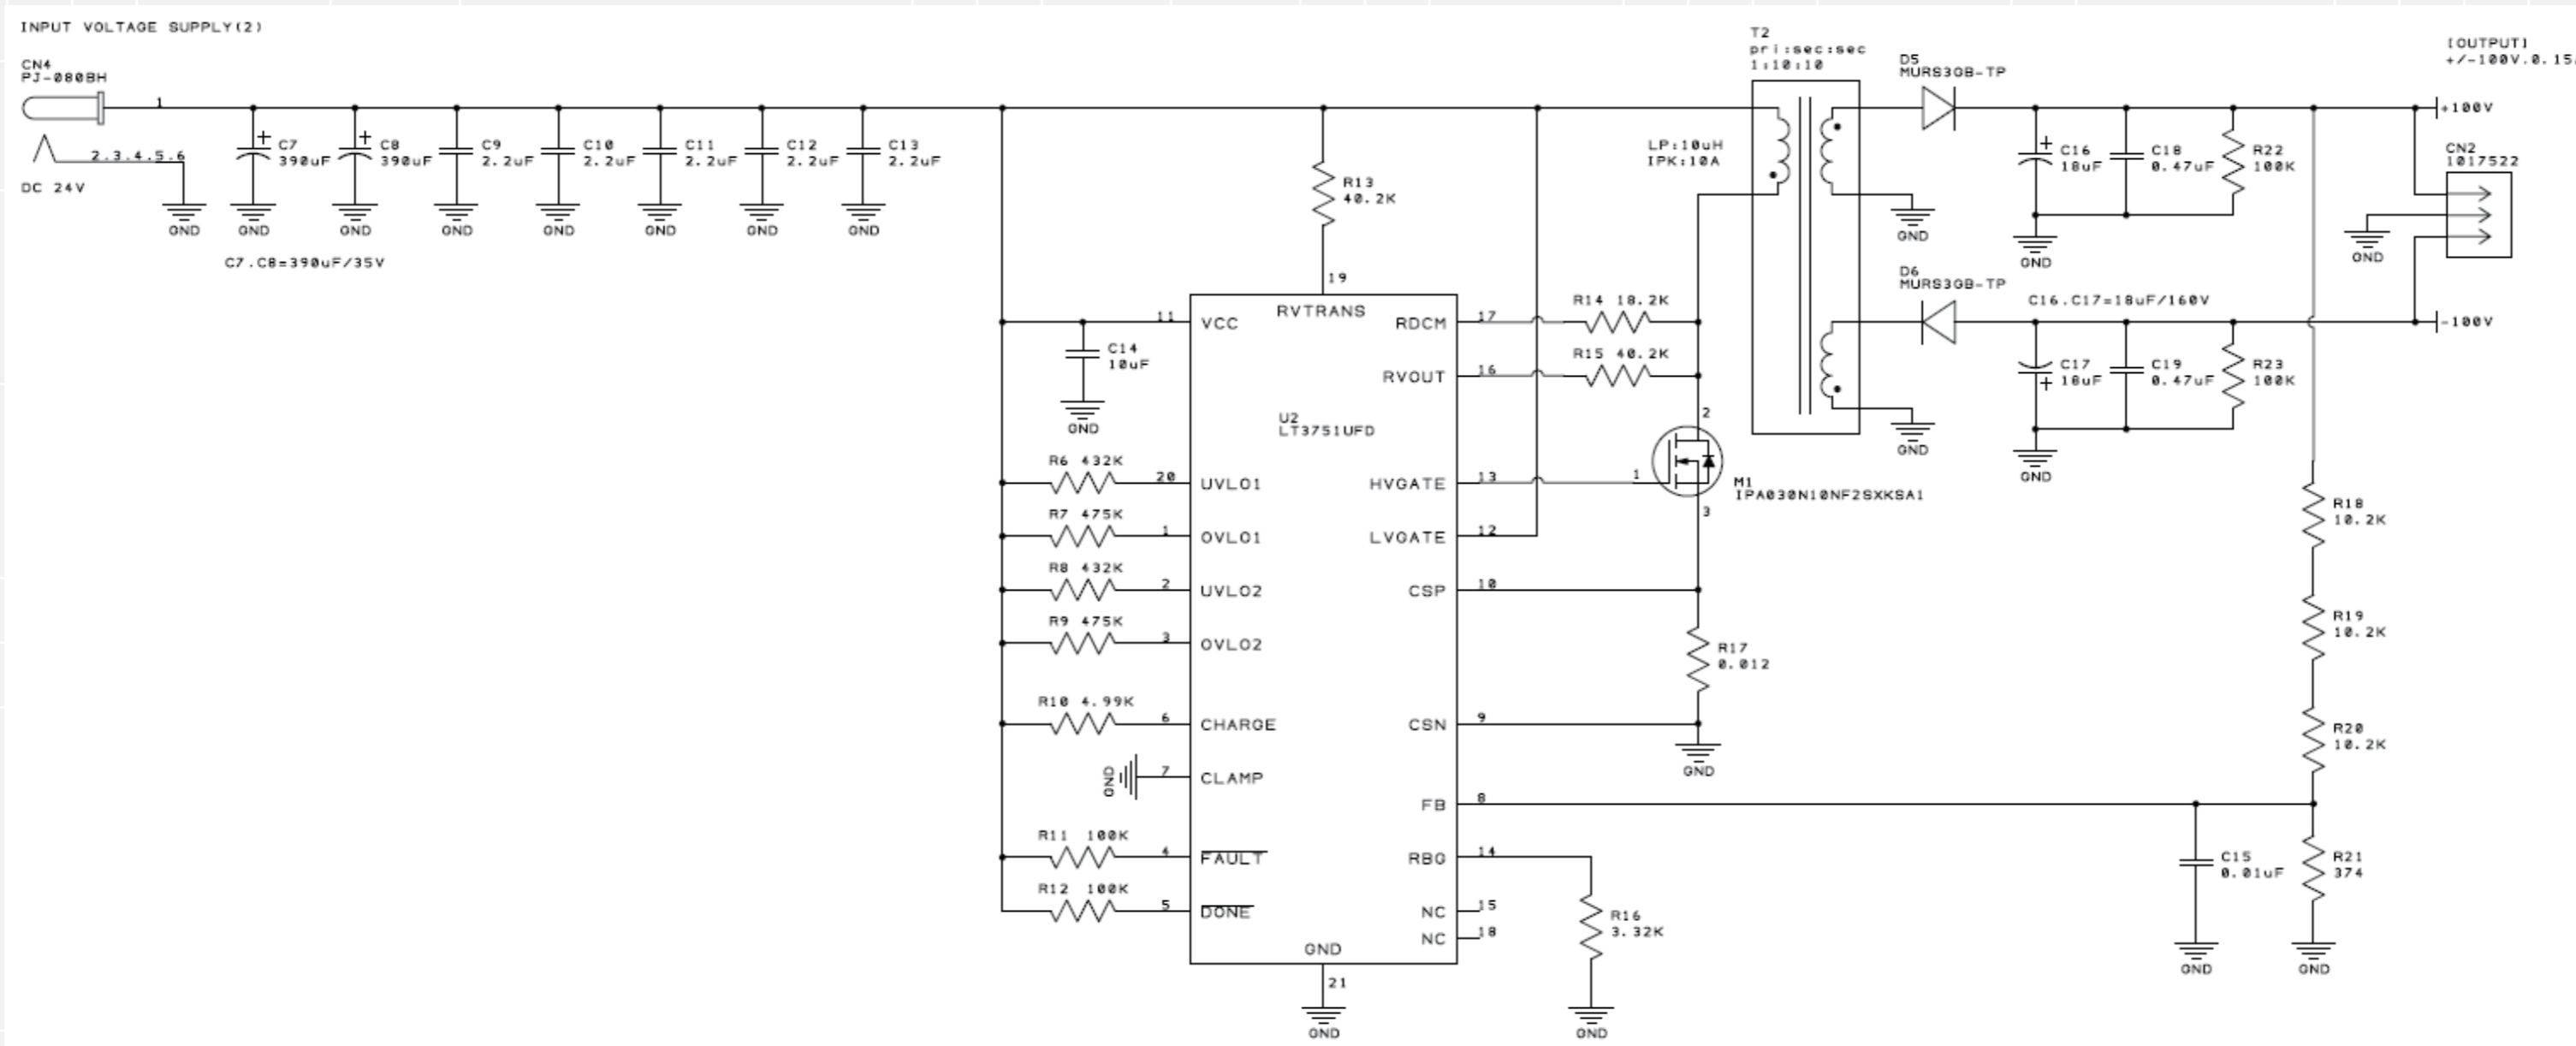 INPUT VOLTAGE SUPPLY(2)
CN4
PJ-080BH
1
2.3.4.5.6
DC 24V
GND
C7
390uF
GND
C8
390uF
GND
C9
2.2uF
GND
C10
2.2uF
GND
C11
2.2uF
GND
C12
2.2uF
GND
C13
2.2uF
GND
C7.C8=390uF/35V
R13
40.2K
19
RVTRANS
11
VCC
C14
10uF
GND
U2
LT3751UFD
R6 432K
20
UVLO1
R7 475K
1
OVLO1
R8 432K
2
UVLO2
R9 475K
3
OVLO2
R10 4.99K
6
CHARGE
GND
7
CLAMP
R11 100K
4
FAULT
R12 100K
5
DONE
GND
21
GND
RDCM
17
R14 18.2K
RVOUT
16
R15 40.2K
HVGATE
13
LVGATE
12
CSP
10
CSN
9
FB
8
RBG
14
NC
15
NC
18
R16
3.32K
GND
2
1
3
M1
IPA030N10NF2SXKSA1
R17
0.012
GND
T2
pri:sec:sec
1:10:10
LP:10uH
IPK:10A
GND
GND
D5
MURS3GB-TP
D6
MURS3GB-TP
C16
18uF
C18
0.47uF
R22
100K
GND
C16.C17=18uF/160V
C17
18uF
C19
0.47uF
R23
100K
GND
[OUTPUT]
+/-100V.0.15
+100V
CN2
1017522
GND
-100V
R18
10.2K
R19
10.2K
R20
10.2K
C15
0.01uF
GND
R21
374
GND